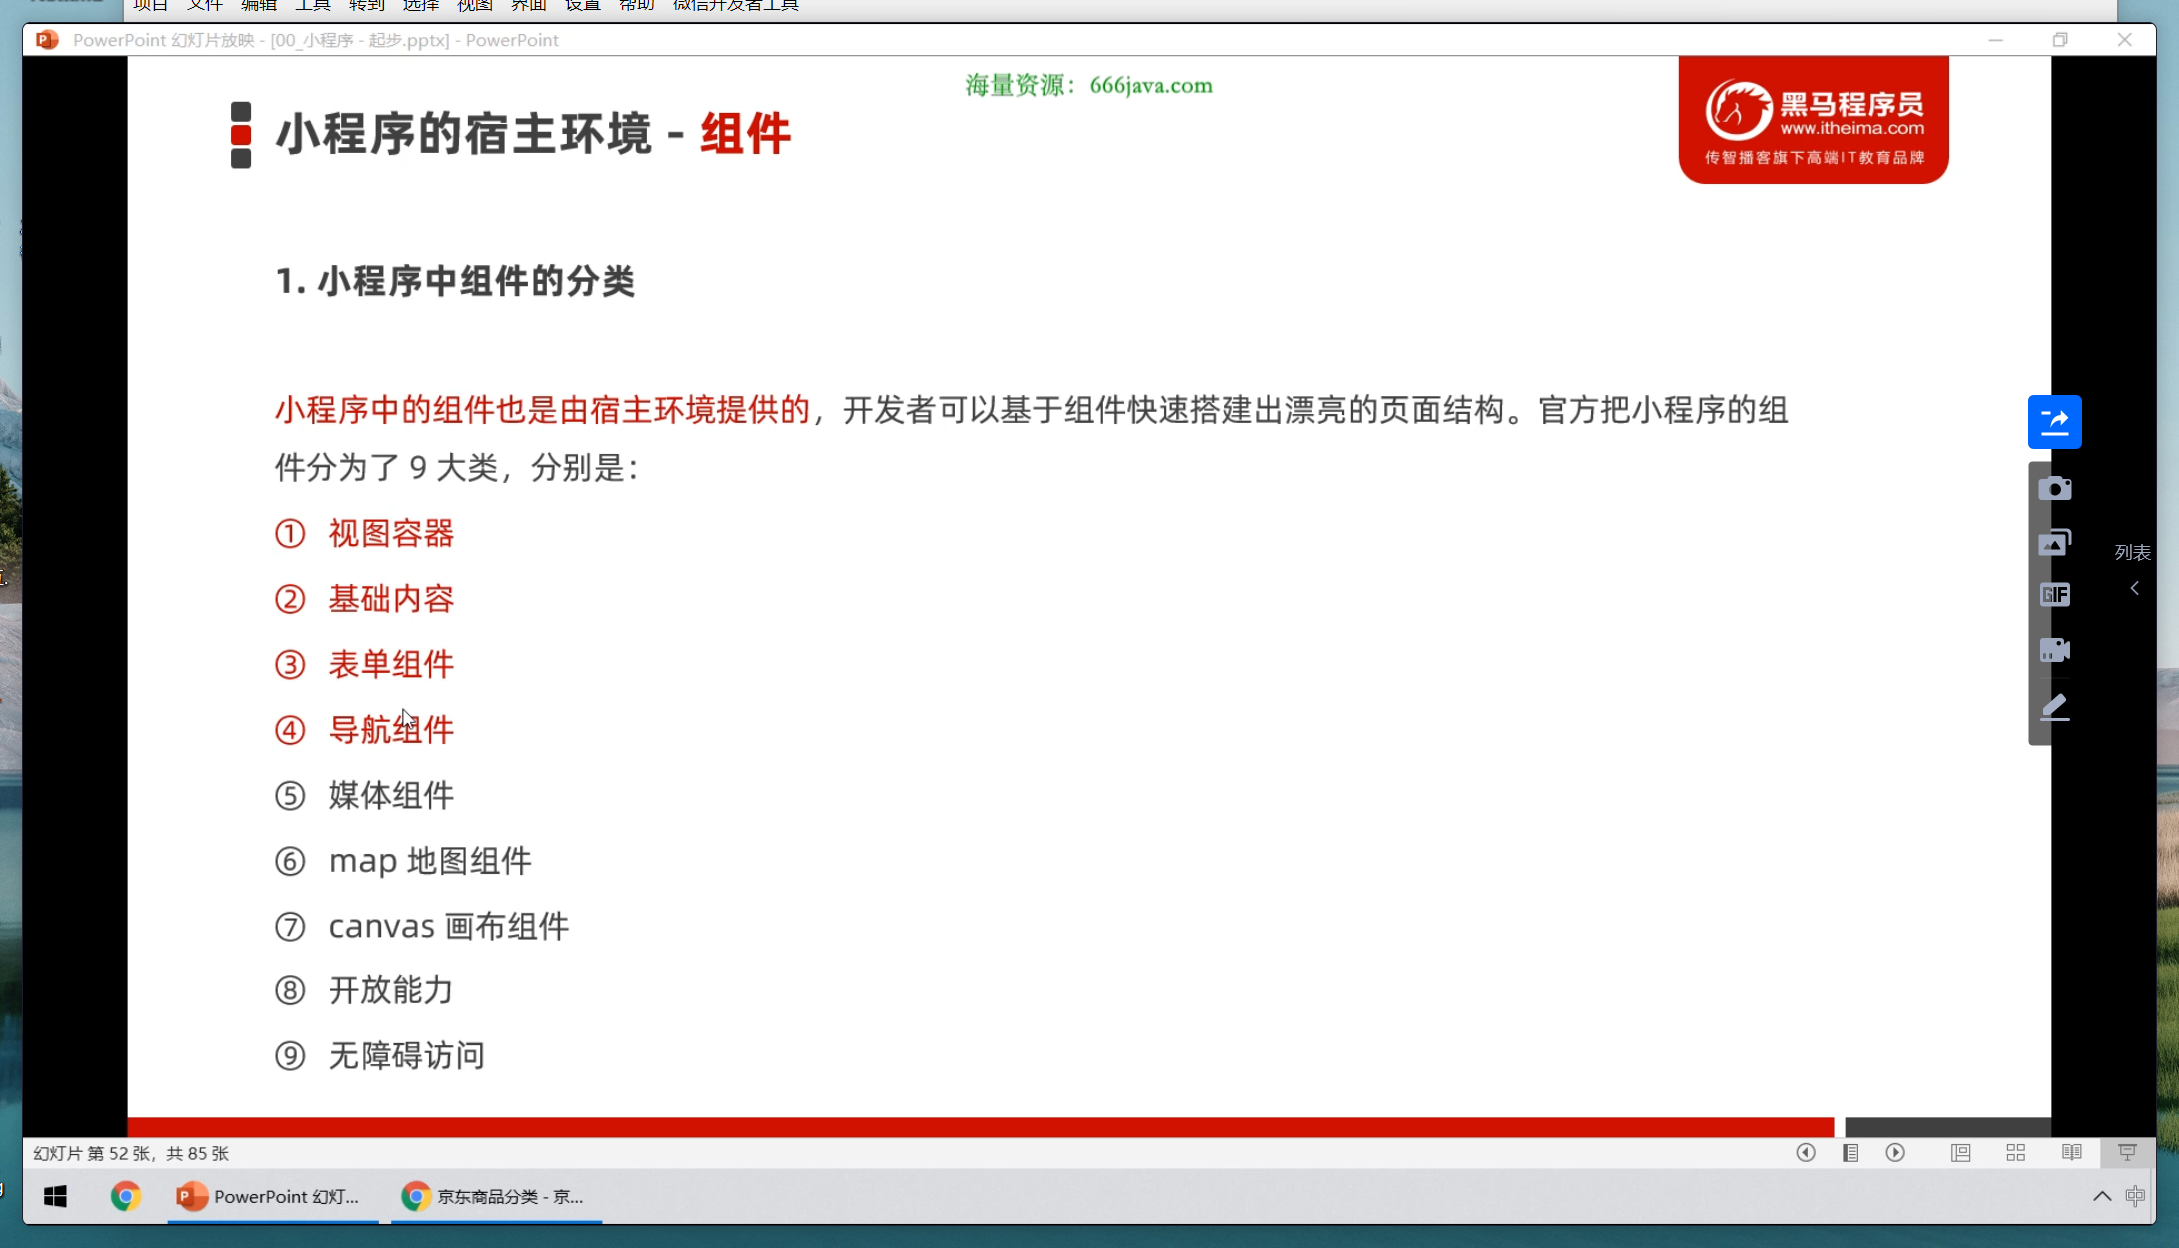 项目 文件 编辑 工具 转到 选择 视图 界面 设置 帮助 微信开发者工具
PowerPoint 幻灯片放映 - [00_小程序 - 起步.pptx] - PowerPoint
海量资源：666java.com
小程序的宿主环境 - 组件
黑马程序员
www.itheima.com
传智播客旗下高端IT教育品牌
1. 小程序中组件的分类
小程序中的组件也是由宿主环境提供的，开发者可以基于组件快速搭建出漂亮的页面结构。官方把小程序的组
件分为了 9 大类，分别是：
① 视图容器
② 基础内容
③ 表单组件
④ 导航组件
⑤ 媒体组件
⑥ map 地图组件
⑦ canvas 画布组件
⑧ 开放能力
⑨ 无障碍访问
GIF
列表
幻灯片 第 52 张，共 85 张
PowerPoint 幻灯...
京东商品分类 - 京...
中